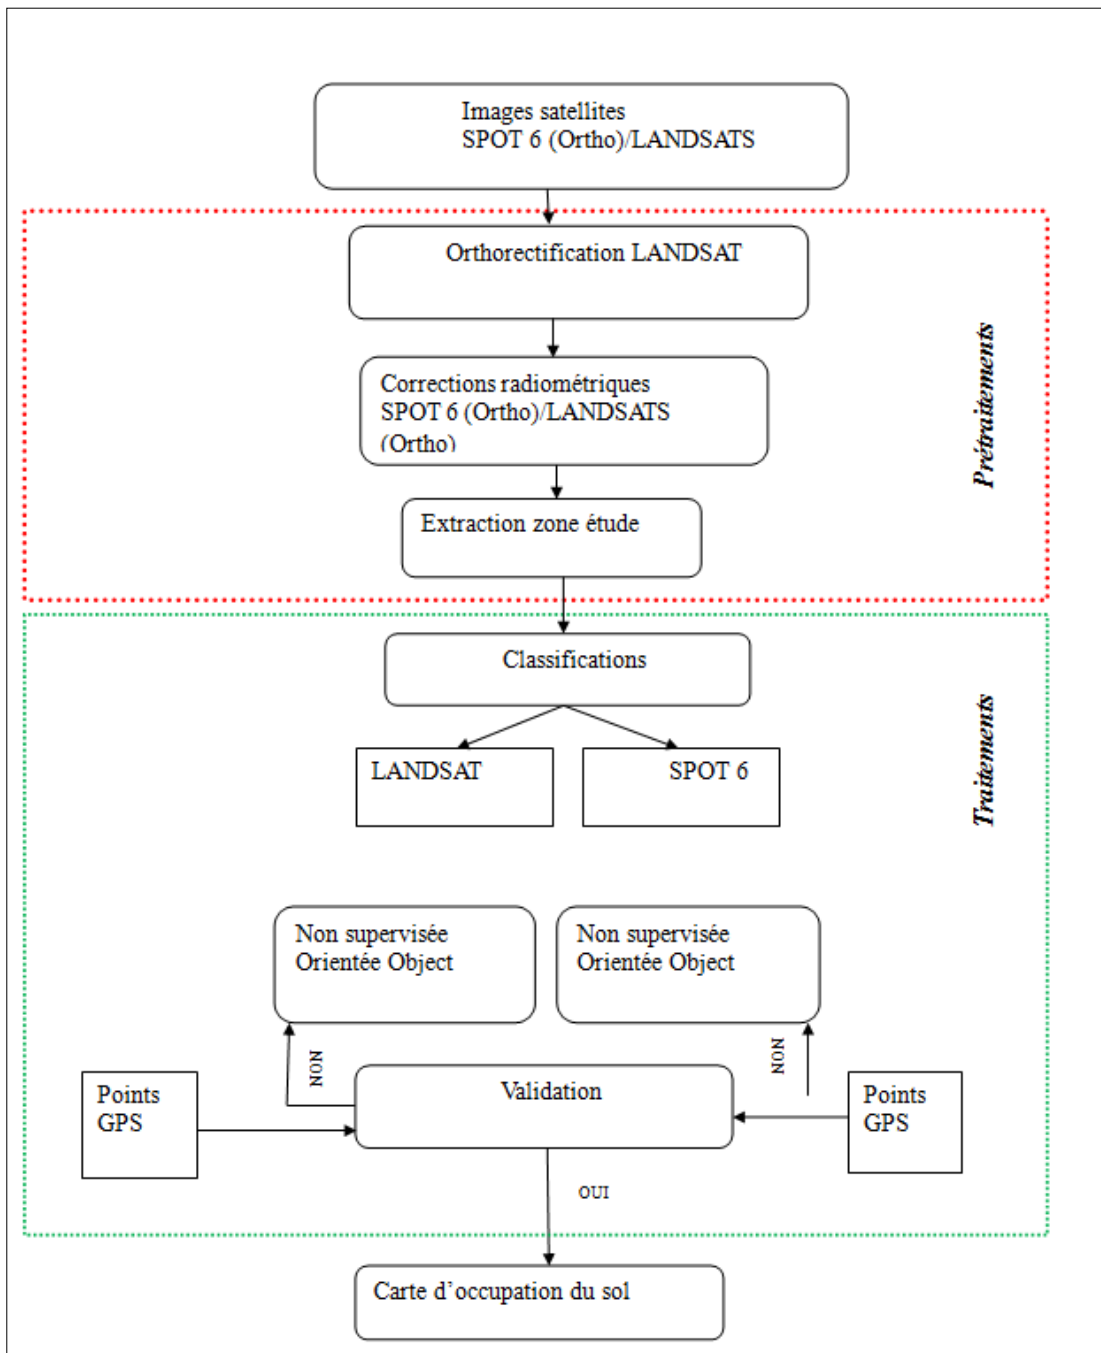 Images satellites
SPOT 6 (Ortho)/LANDSATS
Orthorectification LANDSAT
Corrections radiométriques
SPOT 6 (Ortho)/LANDSATS
(Ortho)
Extraction zone étude
Prétraitements
Classifications
LANDSAT
SPOT 6
Traitements
Non supervisée
Orientée Object
Non supervisée
Orientée Object
NON
NON
Points
GPS
Validation
Points
GPS
OUI
Carte d’occupation du sol